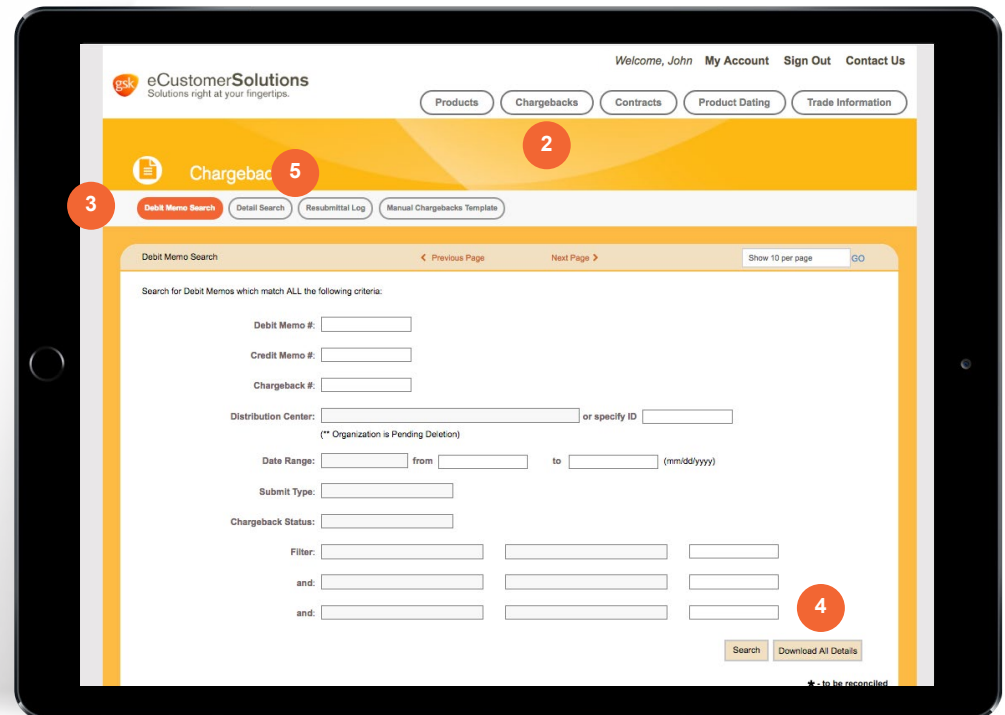 Welcome, John My Account Sign Out Contact Us
gsk eCustomerSolutions
Solutions right at your fingertips.
Products Chargebacks Contracts Product Dating Trade Information
2
5
Chargebac
3
Debit Memo Search Detail Search Resubmittal Log Manual Chargebacks Template
Debit Memo Search < Previous Page Next Page > Show 10 per page GO
Search for Debit Memos which match ALL the following criteria:
Debit Memo #:
Credit Memo #:
Chargeback #:
Distribution Center: or specify ID
(** Organization is Pending Deletion)
Date Range: from to (mm/dd/yyyy)
Submit Type:
Chargeback Status:
Filter:
and:
and:
4
Search Download All Details
★ - to be reconciled